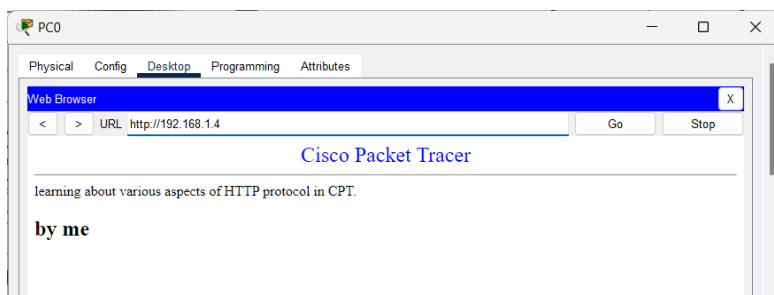 PC0
Physical Config Desktop Programming Attributes
Web Browser
X
< > URL http://192.168.1.4 Go Stop
Cisco Packet Tracer
learning about various aspects of HTTP protocol in CPT.
by me